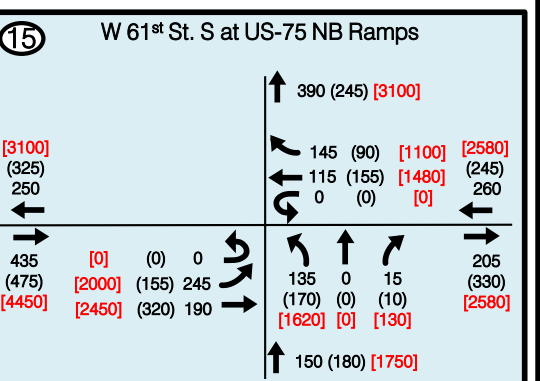 15
W 61st St. S at US-75 NB Ramps
390 (245) [3100]
[3100]
(325)
250
145 (90) [1100]
115 (155) [1480]
0 (0) [0]
[2580]
(245)
260
435
(475)
[4450]
[0] (0) 0
[2000] (155) 245
[2450] (320) 190
135 0 15
(170) (0) (10)
[1620] [0] [130]
205
(330)
[2580]
150 (180) [1750]